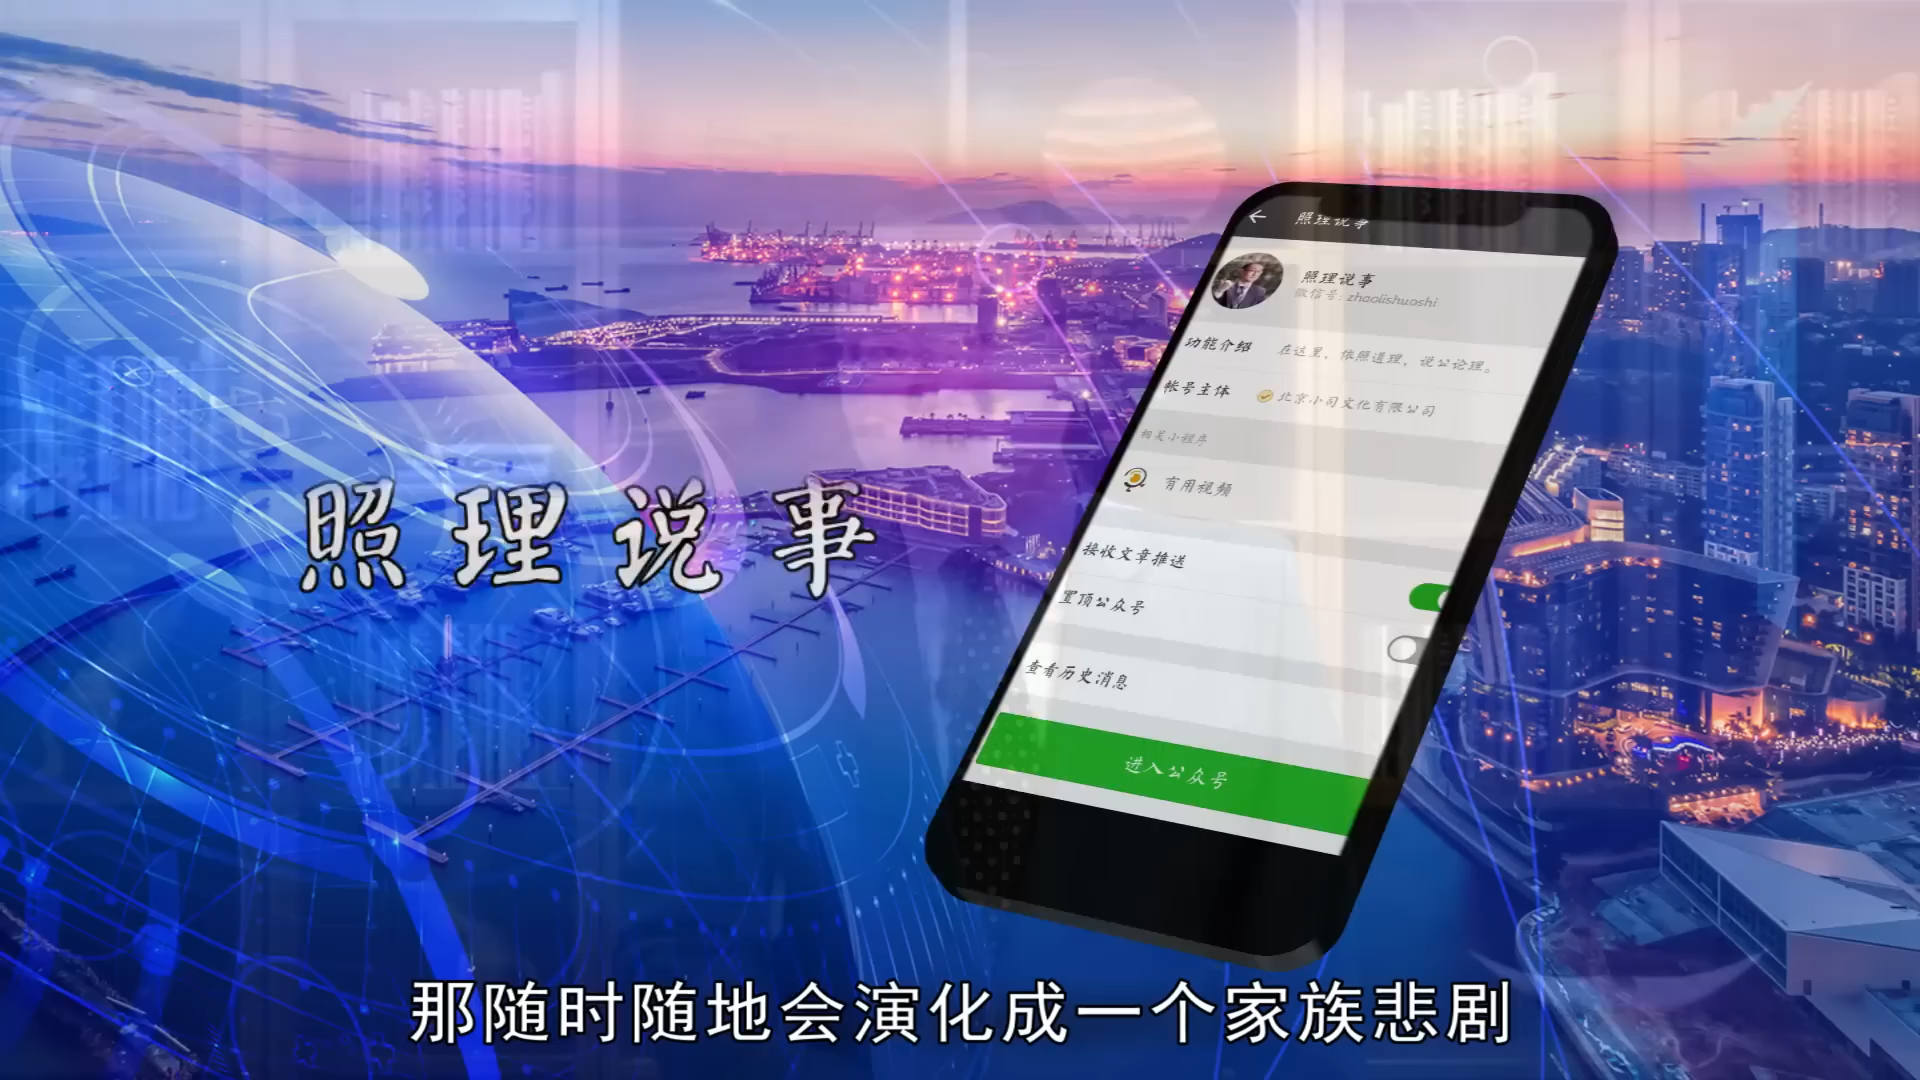 照理说事
照理说事
照理说事
微信号: zhaolishuoshi
功能介绍 在这里，依照道理，说公论理。
帐号主体 北京小司文化有限公司
相关小程序
有用视频
接收文章推送
置顶公众号
查看历史消息
进入公众号
那随时随地会演化成一个家族悲剧